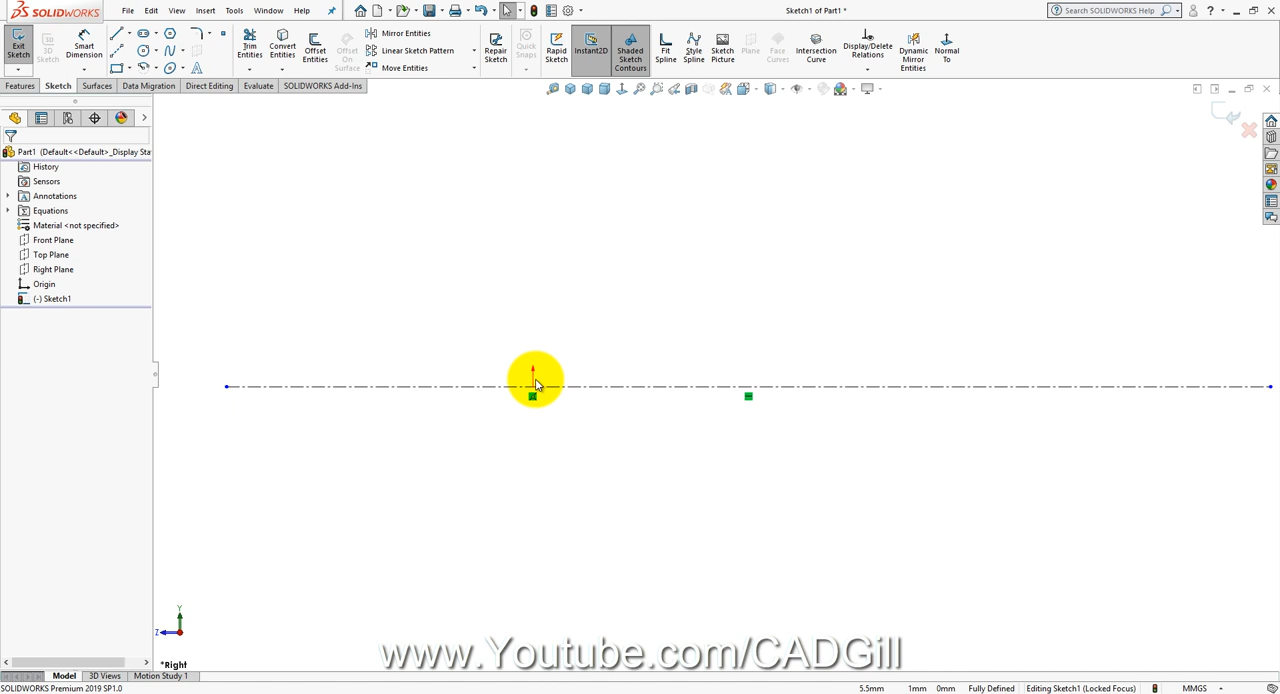 SOLIDWORKS File Edit View Insert Tools Window Help Sketch1 of Part1 * Search SOLIDWORKS Help
Exit Sketch 3D Sketch Smart Dimension Trim Entities Convert Entities Offset Entities Offset On Surface Mirror Entities Linear Sketch Pattern Move Entities Repair Sketch Quick Snaps Rapid Sketch Instant2D Shaded Sketch Contours Fit Spline Style Spline Sketch Picture Plane Face Curves Intersection Curve Display/Delete Relations Dynamic Mirror Entities Normal To
Features Sketch Surfaces Data Migration Direct Editing Evaluate SOLIDWORKS Add-Ins
Part1 (Default<<Default>_Display Sta
History
Sensors
Annotations
Equations
Material <not specified>
Front Plane
Top Plane
Right Plane
Origin
(-) Sketch1
Y
Z
*Right
www.Youtube.com/CADGill
Model 3D Views Motion Study 1
SOLIDWORKS Premium 2019 SP1.0 5.5mm 1mm 0mm Fully Defined Editing Sketch1 (Locked Focus) MMGS